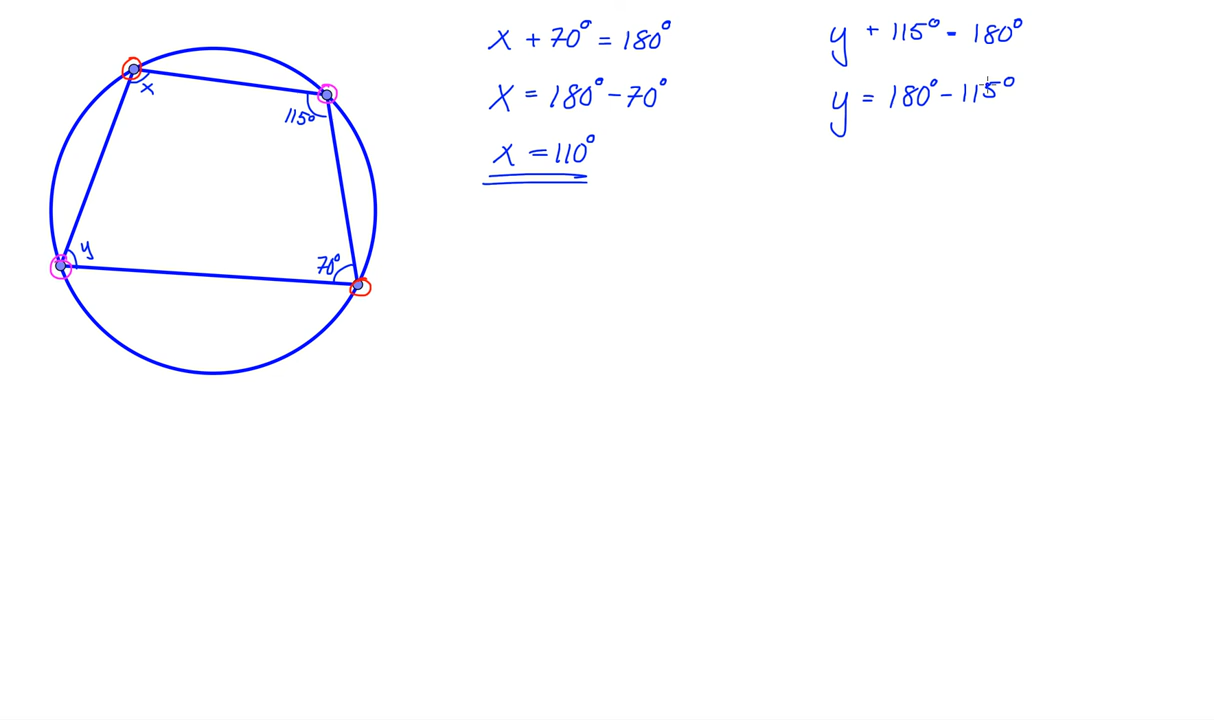 x
115°
y
70°
x + 70° = 180°
x = 180° - 70°
x = 110°
y + 115° - 180°
y = 180° - 115°